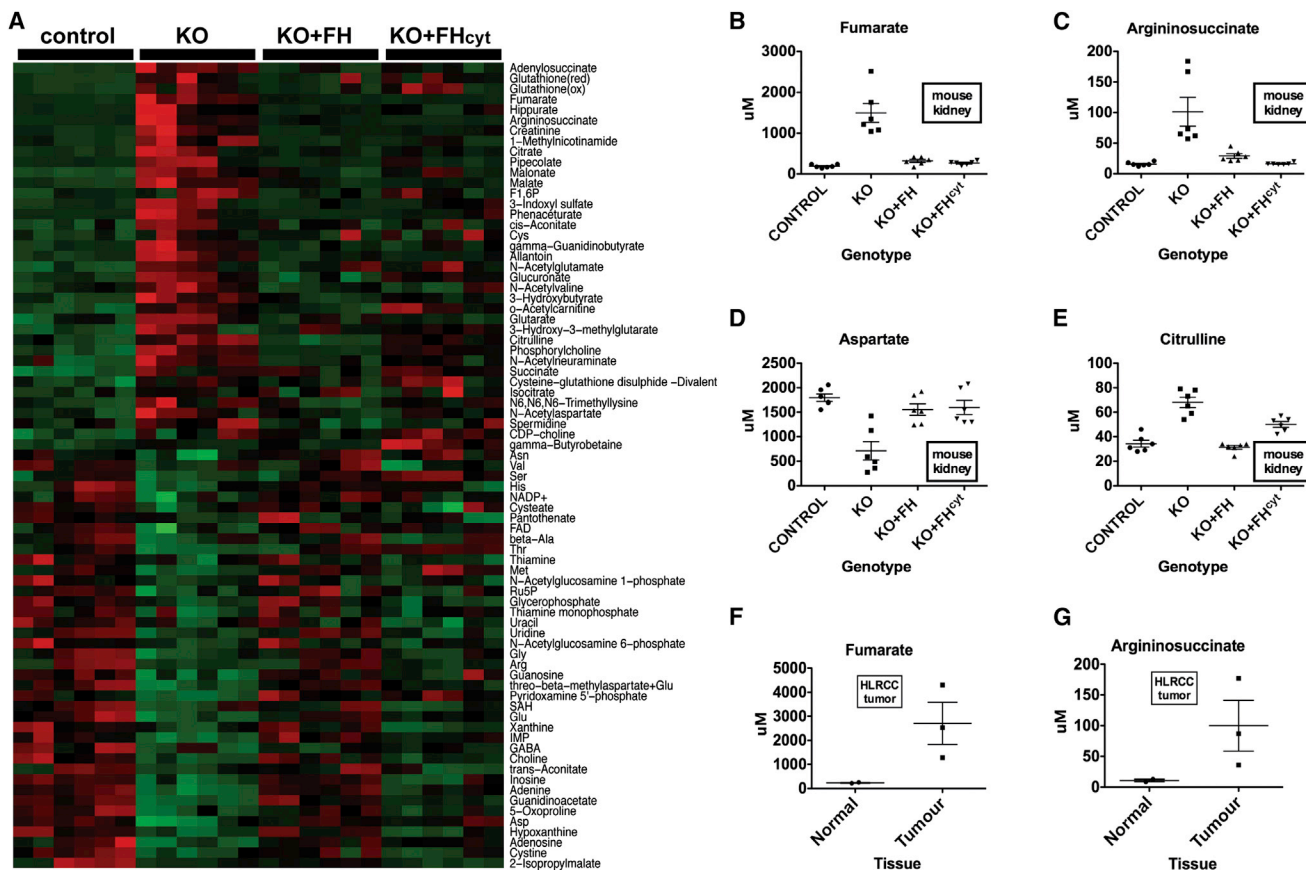 A
control
KO
KO+FH
KO+FHcyt
Adenylosuccinate
Glutathione(red)
Glutathione(ox)
Fumarate
Hippurate
Argininosuccinate
Creatinine
1−Methylnicotinamide
Citrate
Pipecolate
Malonate
Malate
F1,6P
3−Indoxyl sulfate
Phenaceturate
cis−Aconitate
Cys
gamma−Guanidinobutyrate
Allantoin
N−Acetylglutamate
Glucuronate
N−Acetylvaline
3−Hydroxybutyrate
o−Acetylcarnitine
Glutarate
3−Hydroxy−3−methylglutarate
Citrulline
Phosphorylcholine
N−Acetylneuraminate
Succinate
Cysteine−glutathione disulphide −Divalent
Isocitrate
N6,N6,N6−Trimethyllysine
N−Acetylaspartate
Spermidine
CDP−choline
gamma−Butyrobetaine
Asn
Val
Ser
His
NADP+
Cysteate
Pantothenate
FAD
beta−Ala
Thr
Thiamine
Met
N−Acetylglucosamine 1−phosphate
Ru5P
Glycerophosphate
Thiamine monophosphate
Uracil
Uridine
N−Acetylglucosamine 6−phosphate
Gly
Arg
Guanosine
threo−beta−methylaspartate+Glu
Pyridoxamine 5'−phosphate
SAH
Glu
Xanthine
IMP
GABA
Choline
trans−Aconitate
Inosine
Adenine
Guanidinoacetate
5−Oxoproline
Asp
Hypoxanthine
Adenosine
Cystine
2−Isopropylmalate
B
Fumarate
uM
3000
2000
1000
0
mouse
kidney
CONTROL
KO
KO+FH
KO+FHcyt
Genotype
C
Argininosuccinate
uM
200
150
100
50
0
mouse
kidney
CONTROL
KO
KO+FH
KO+FHcyt
Genotype
D
Aspartate
uM
2500
2000
1500
1000
500
0
mouse
kidney
CONTROL
KO
KO+FH
KO+FHcyt
Genotype
E
Citrulline
uM
100
80
60
40
20
0
mouse
kidney
CONTROL
KO
KO+FH
KO+FHcyt
Genotype
F
Fumarate
uM
5000
4000
3000
2000
1000
0
HLRCC
tumor
Normal
Tumour
Tissue
G
Argininosuccinate
uM
200
150
100
50
0
HLRCC
tumor
Normal
Tumour
Tissue